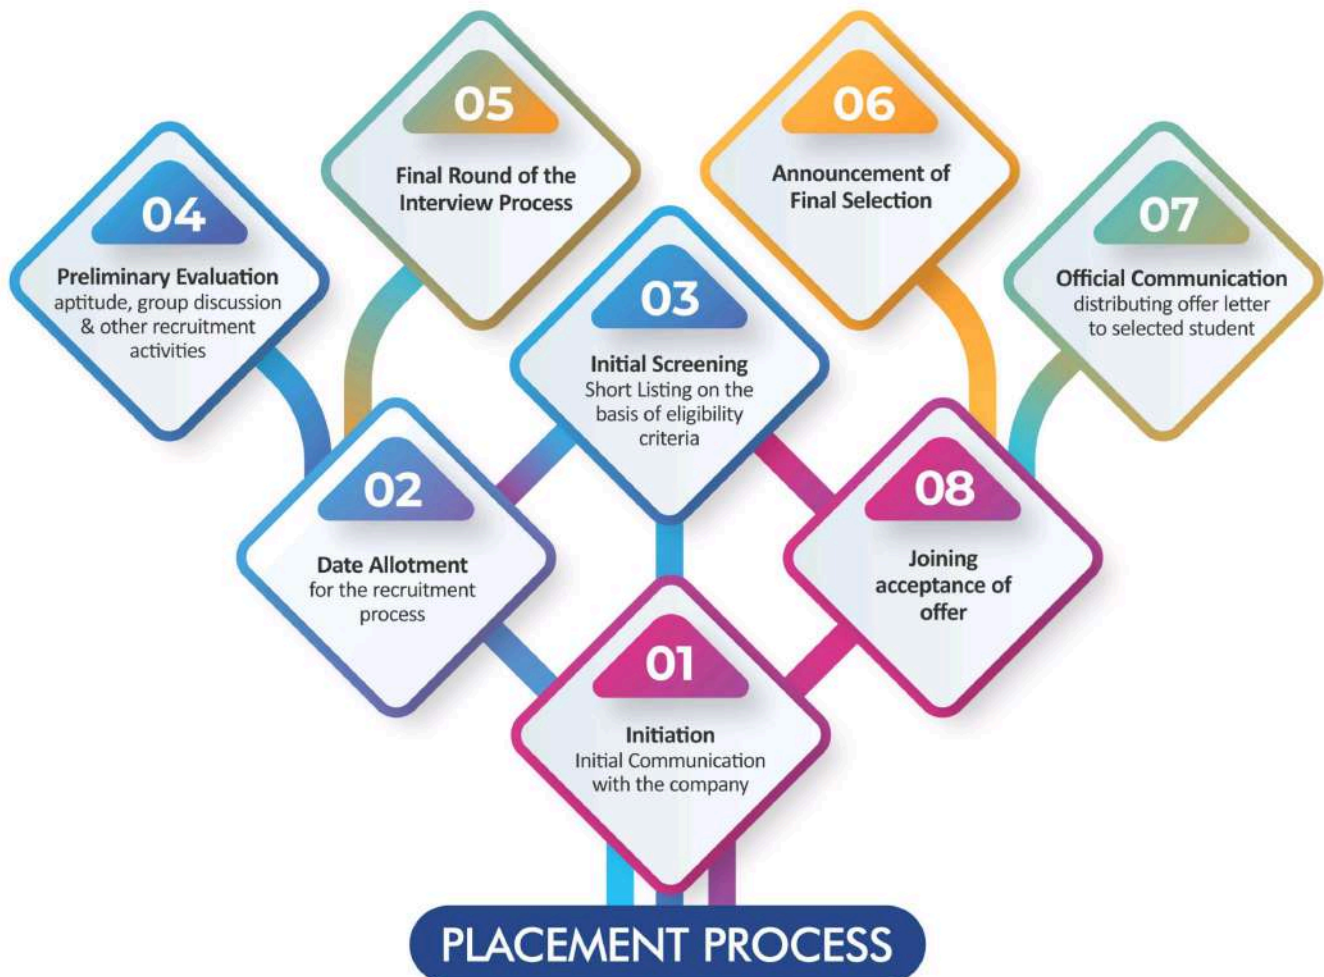 05
Final Round of the
Interview Process
06
Announcement of
Final Selection
04
Preliminary Evaluation
aptitude, group discussion
& other recruitment
activities
07
Official Communication
distributing offer letter
to selected student
03
Initial Screening
Short Listing on the
basis of eligibility
criteria
02
Date Allotment
for the recruitment
process
08
Joining
acceptance of
offer
01
Initiation
Initial Communication
with the company
PLACEMENT PROCESS